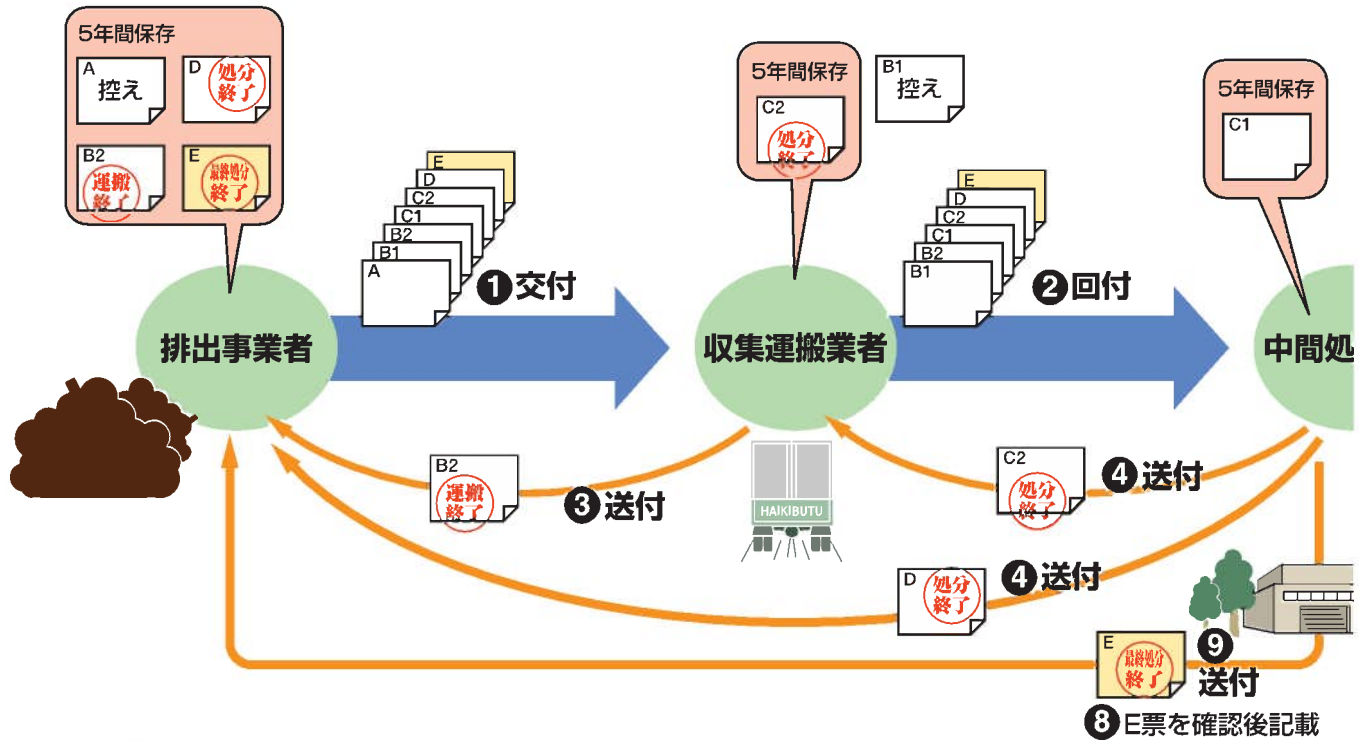 5年間保存
A
控え
D
処分
終了
B2
運搬
終了
E
最終処分
終了
E
D
C2
C1
B2
B1
A
❶交付
5年間保存
C2
処分
終了
B1
控え
E
D
C2
C1
B2
B1
❷回付
5年間保存
C1
排出事業者
収集運搬業者
中間処
B2
運搬
終了
❸送付
HAIKIBUTU
C2
処分
終了
❹送付
D
処分
終了
❹送付
E
最終処分
終了
❾
送付
❽E票を確認後記載